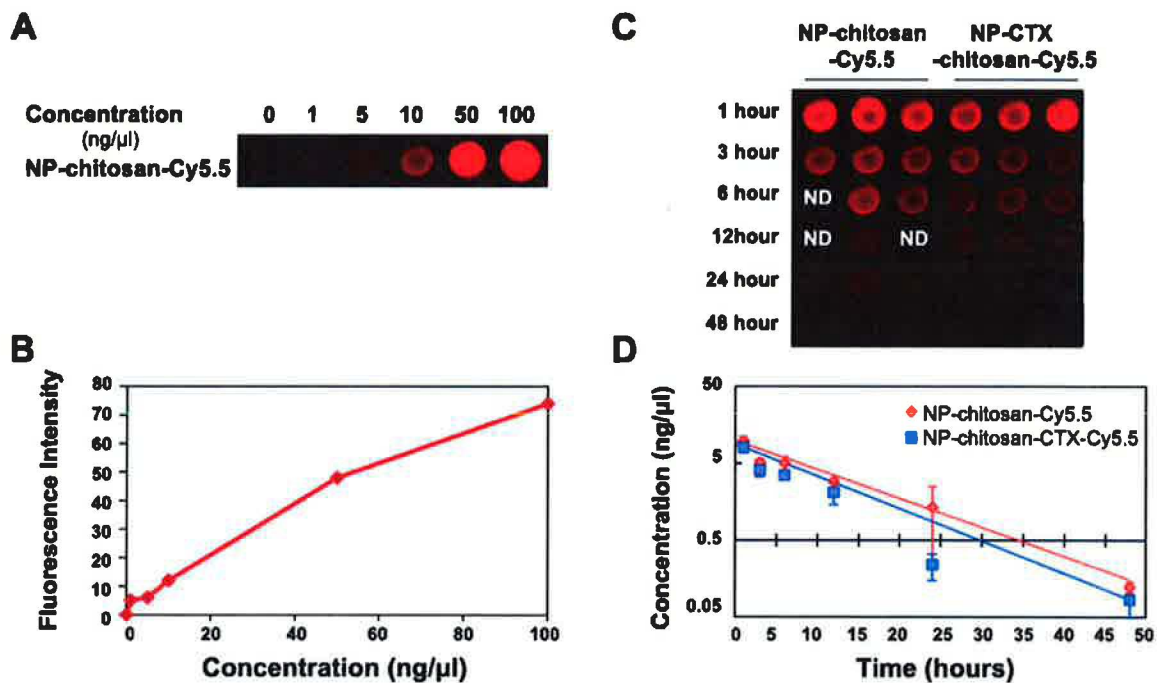 A
Concentration 0 1 5 10 50 100
(ng/µl)
NP-chitosan-Cy5.5
B
80
70
60
50
40
30
20
10
0
Fluorescence Intensity
0 20 40 60 80 100
Concentration (ng/µl)
C
NP-chitosan NP-CTX
-Cy5.5 -chitosan-Cy5.5
1 hour
3 hour
6 hour ND
12hour ND ND
24 hour
48 hour
D
50
5
0.5
0.05
Concentration (ng/µl)
NP-chitosan-Cy5.5
NP-chitosan-CTX-Cy5.5
0 5 10 15 20 25 30 35 40 45 50
Time (hours)